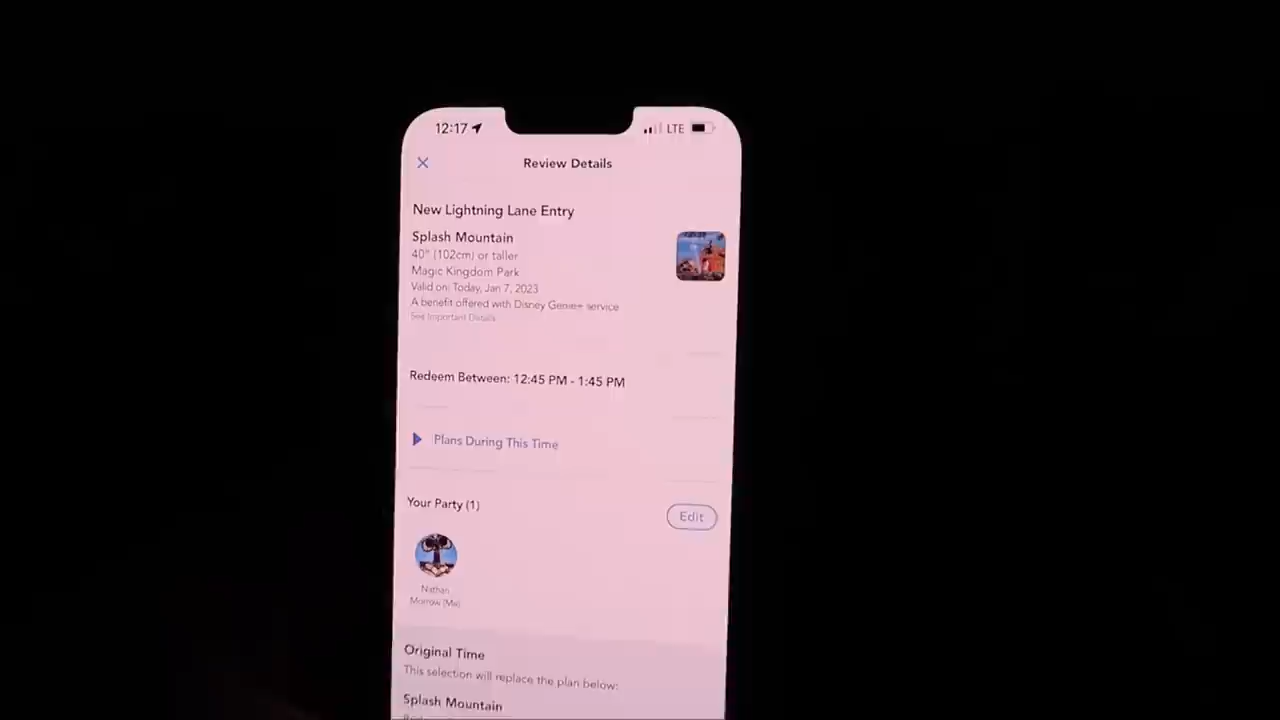 12:17
LTE
Review Details
New Lightning Lane Entry
Splash Mountain
40" (102cm) or taller
Magic Kingdom Park
Valid on: Today, Jan 7, 2023
A benefit offered with Disney Genie+ service
See Important Details
Redeem Between: 12:45 PM - 1:45 PM
Plans During This Time
Your Party (1)
Edit
Nathan
Morrow (Me)
Original Time
This selection will replace the plan below:
Splash Mountain